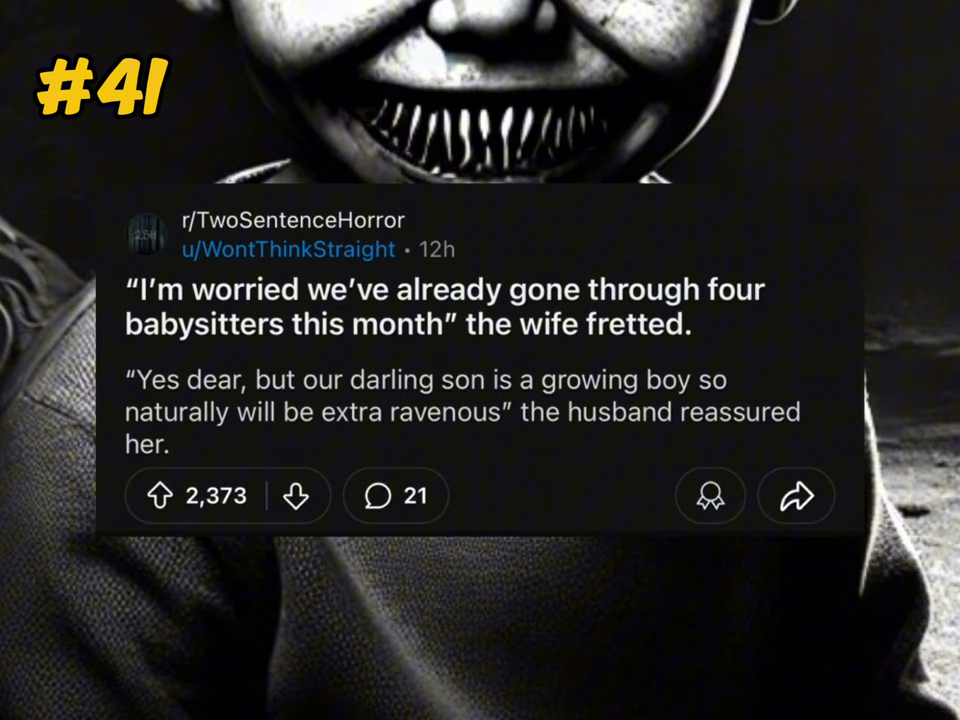 #41
r/TwoSentenceHorror
u/WontThinkStraight • 12h
“I’m worried we’ve already gone through four
babysitters this month” the wife fretted.
“Yes dear, but our darling son is a growing boy so
naturally will be extra ravenous” the husband reassured
her.
2,373
21